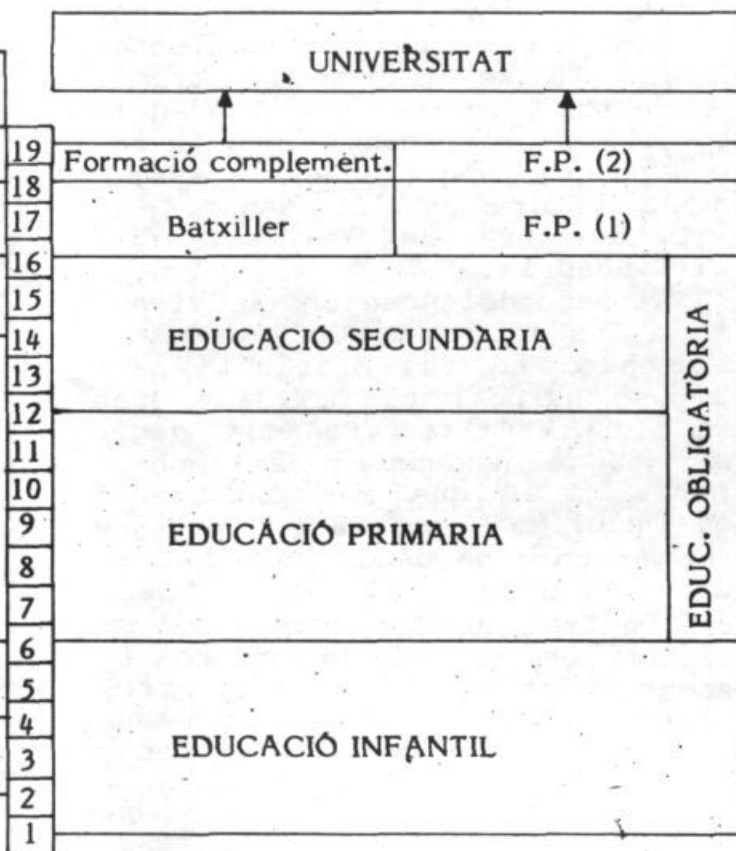 UNIVERSITAT
19
Formació complement.
F.P. (2)
18
17
Batxiller
F.P. (1)
16
15
14
EDUCACIÓ SECUNDÀRIA
13
12
11
10
9
EDUCACIÓ PRIMÀRIA
8
7
EDUC. OBLIGATÒRIA
6
5
4
EDUCACIÓ INFANTIL
3
2
1